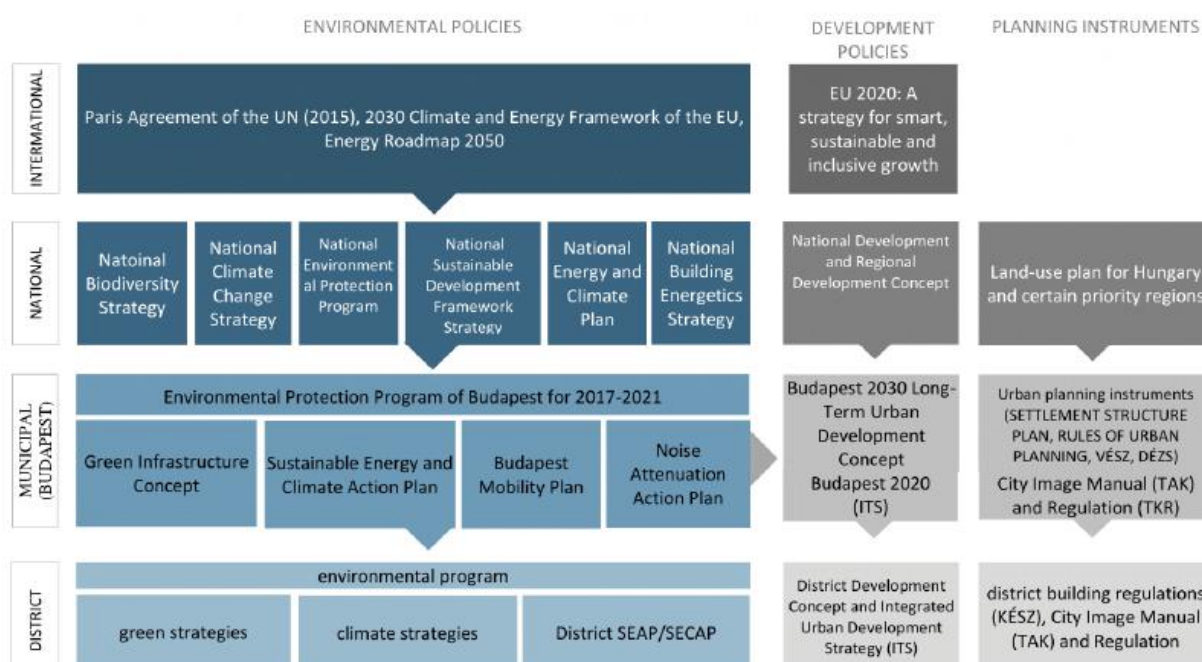 ENVIRONMENTAL POLICIES
DEVELOPMENT
POLICIES
PLANNING INSTRUMENTS
INTERMATIONAL
Paris Agreement of the UN (2015), 2030 Climate and Energy Framework of the EU,
Energy Roadmap 2050
EU 2020: A
strategy for smart,
sustainable and
inclusive growth
NATIONAL
Natoinal
Biodiversity
Strategy
National
Climate
Change
Strategy
National
Environment
al Protection
Program
National
Sustainable
Development
Framework
Strategy
National
Energy and
Climate
Plan
National
Building
Energetics
Strategy
National Development
and Regional
Development Concept
Land-use plan for Hungary
and certain priority regions
MUNICIPAL
(BUDAPEST)
Environmental Protection Program of Budapest for 2017-2021
Green Infrastructure
Concept
Sustainable Energy and
Climate Action Plan
Budapest
Mobility Plan
Noise
Attenuation
Action Plan
Budapest 2030 Long-
Term Urban
Development
Concept
Budapest 2020
(ITS)
Urban planning instruments
(SETTLEMENT STRUCTURE
PLAN, RULES OF URBAN
PLANNING, VÉSZ, DÉZS)
City Image Manual (TAK)
and Regulation (TKR)
DISTRICT
environmental program
green strategies
climate strategies
District SEAP/SECAP
District Development
Concept and Integrated
Urban Development
Strategy (ITS)
district building regulations
(KÉSZ), City Image Manual
(TAK) and Regulation